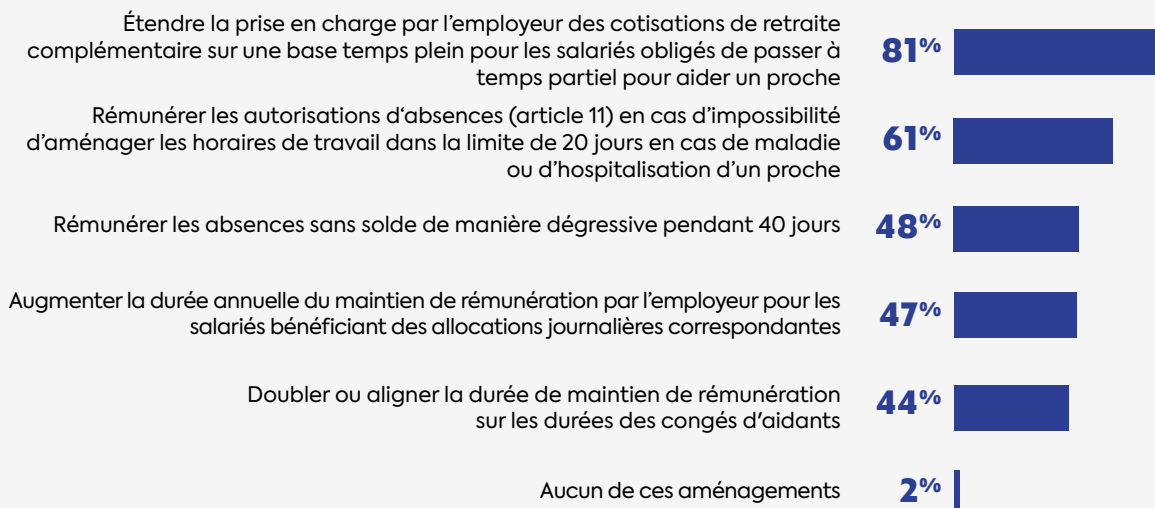 Étendre la prise en charge par l’employeur des cotisations de retraite
complémentaire sur une base temps plein pour les salariés obligés de passer à
temps partiel pour aider un proche
81%
Rémunérer les autorisations d‘absences (article 11) en cas d’impossibilité
d’aménager les horaires de travail dans la limite de 20 jours en cas de maladie
ou d’hospitalisation d’un proche
61%
Rémunérer les absences sans solde de manière dégressive pendant 40 jours
48%
Augmenter la durée annuelle du maintien de rémunération par l’employeur pour les
salariés bénéficiant des allocations journalières correspondantes
47%
Doubler ou aligner la durée de maintien de rémunération
sur les durées des congés d'aidants
44%
Aucun de ces aménagements
2%